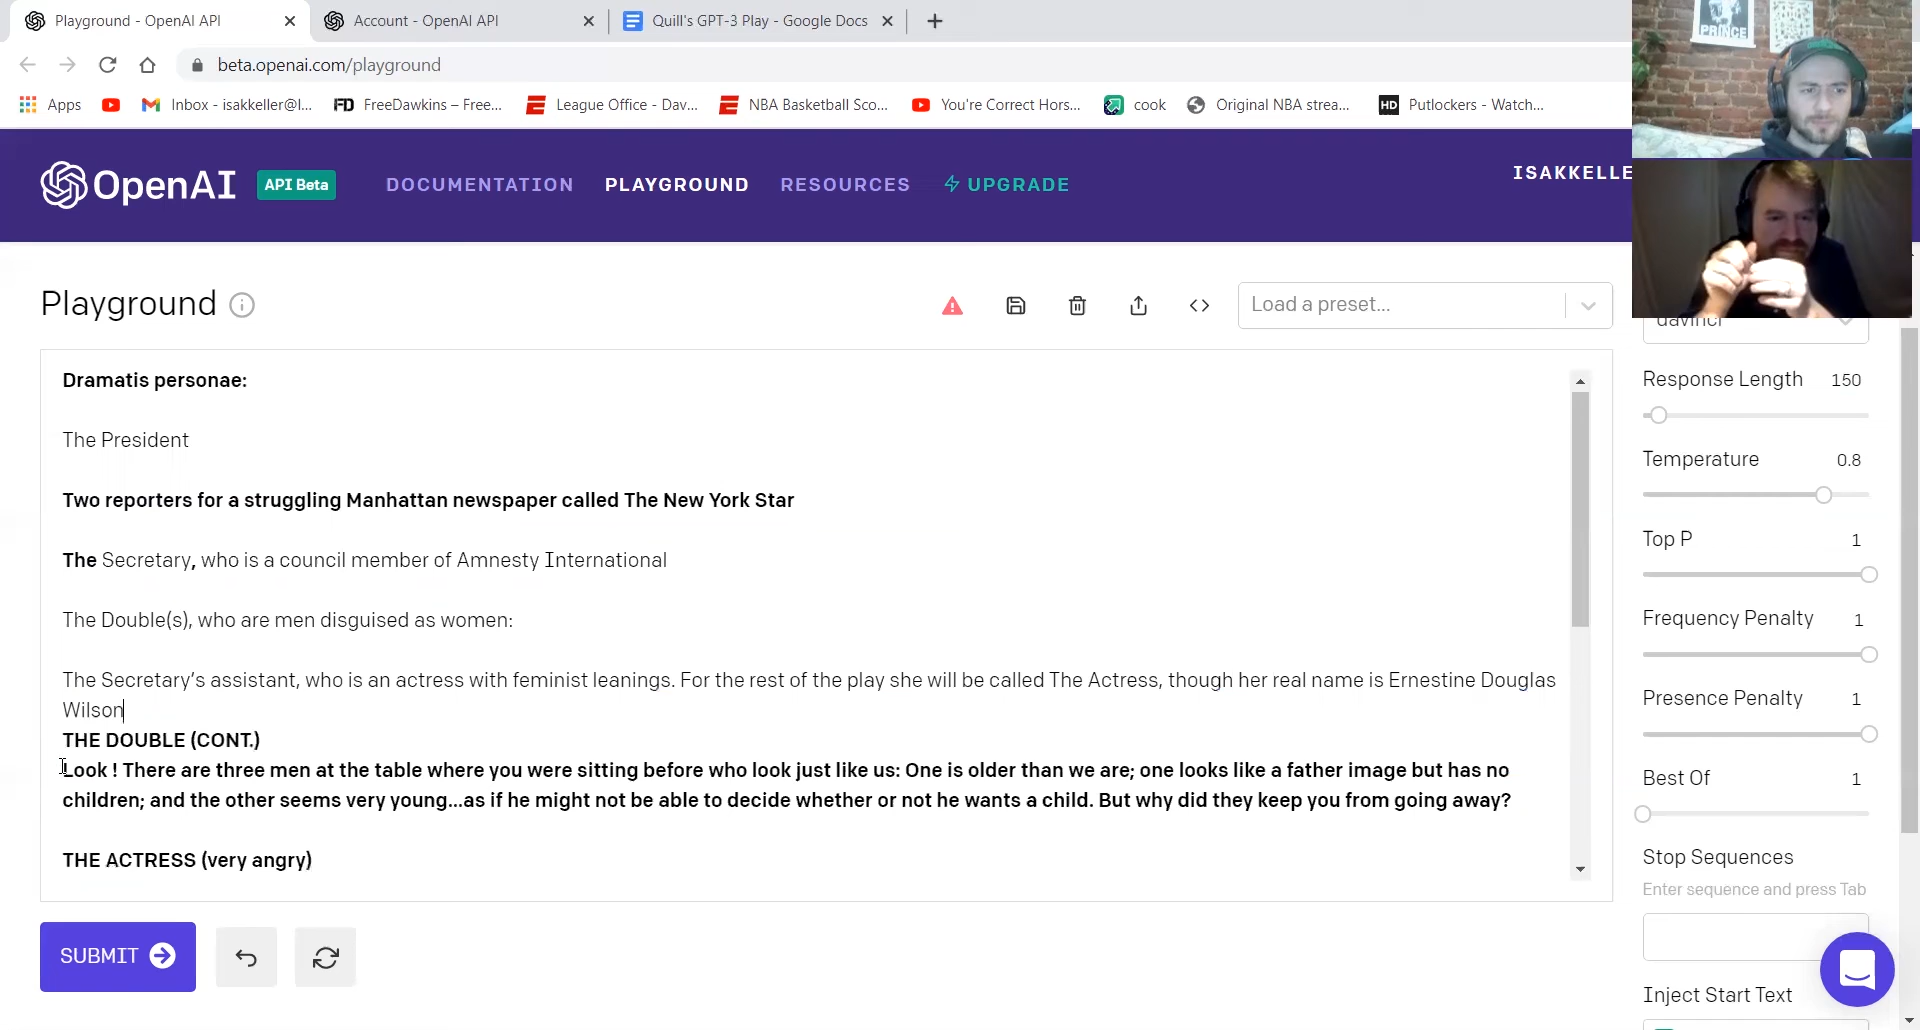 Playground - OpenAI API
Account - OpenAI API
Quill's GPT-3 Play - Google Docs
beta.openai.com/playground
Apps
Inbox - isakkeller@l...
FD FreeDawkins – Free...
League Office - Dav...
NBA Basketball Sco...
You're Correct Hors...
cook
Original NBA strea...
HD Putlockers - Watch...
PRINCE
OpenAI
API Beta
DOCUMENTATION
PLAYGROUND
RESOURCES
UPGRADE
ISAKKELLE
Playground
Load a preset...
davinci
Dramatis personae:
The President
Two reporters for a struggling Manhattan newspaper called The New York Star
The Secretary, who is a council member of Amnesty International
The Double(s), who are men disguised as women:
The Secretary’s assistant, who is an actress with feminist leanings. For the rest of the play she will be called The Actress, though her real name is Ernestine Douglas
Wilson
THE DOUBLE (CONT.)
Look ! There are three men at the table where you were sitting before who look just like us: One is older than we are; one looks like a father image but has no
children; and the other seems very young...as if he might not be able to decide whether or not he wants a child. But why did they keep you from going away?
THE ACTRESS (very angry)
SUBMIT
Response Length 150
Temperature 0.8
Top P 1
Frequency Penalty 1
Presence Penalty 1
Best Of 1
Stop Sequences
Enter sequence and press Tab
Inject Start Text